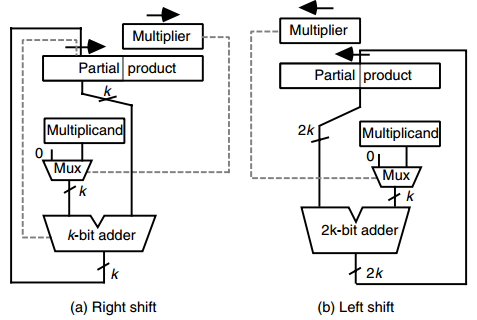 Multiplier
Partial product
k
Multiplicand
0
Mux
k
k-bit adder
k
(a) Right shift
Multiplier
Partial product
2k
Multiplicand
0
Mux
k
2k-bit adder
2k
(b) Left shift